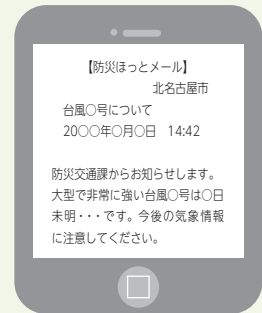 【防災ほっとメール】
北名古屋市
台風○号について
20○○年○月○日　14:42
防災交通課からお知らせします。
大型で非常に強い台風○号は○日
未明・・・です。今後の気象情報
に注意してください。